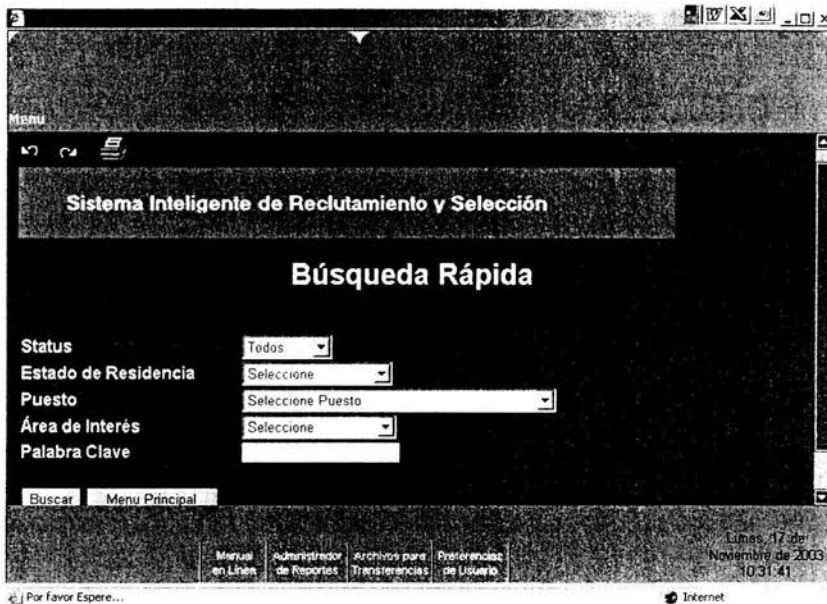 Menu
Sistema Inteligente de Reclutamiento y Selección
Búsqueda Rápida
Status Todos
Estado de Residencia Seleccione
Puesto Seleccione Puesto
Área de Interés Seleccione
Palabra Clave
Buscar Menu Principal
Manual en Linea
Administrador de Reportes
Archivos para Transferencias
Preferencias de Usuario
Lunes, 17 de
Noviembre de 2003
10:31:41
Por favor Espere... Internet